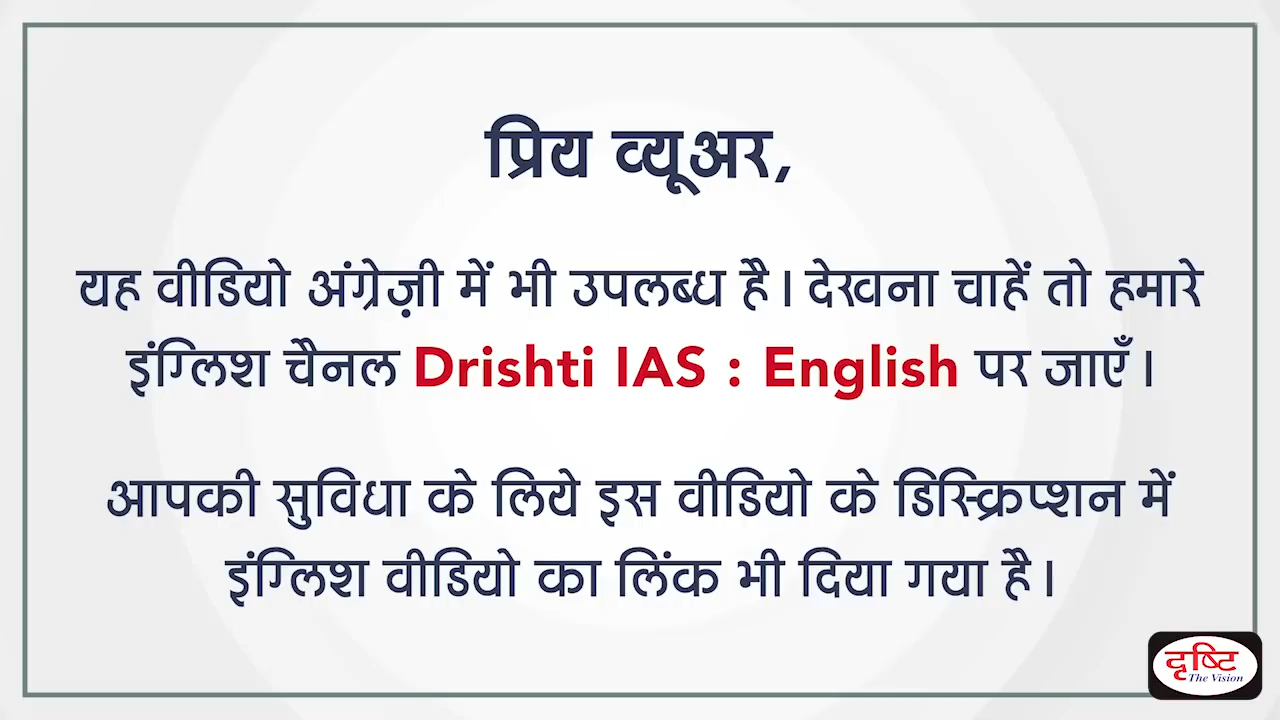 प्रिय व्यूअर,
यह वीडियो अंग्रेज़ी में भी उपलब्ध है। देखना चाहें तो हमारे
इंग्लिश चैनल Drishti IAS : English पर जाएँ।
आपकी सुविधा के लिये इस वीडियो के डिस्क्रिप्शन में
इंग्लिश वीडियो का लिंक भी दिया गया है।
दृष्टि
The Vision